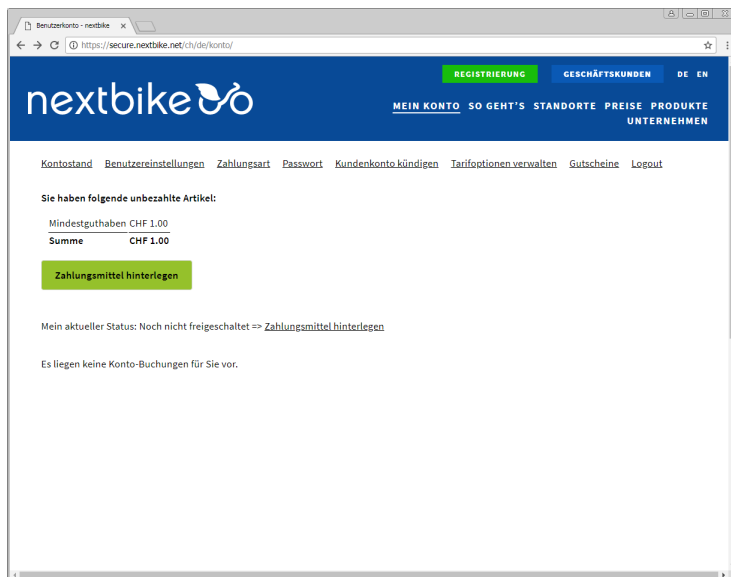 Benutzerkonto - nextbike
https://secure.nextbike.net/ch/de/konto/
REGISTRIERUNG GESCHÄFTSKUNDEN DE EN
nextbike
MEIN KONTO SO GEHT'S STANDORTE PREISE PRODUKTE
UNTERNEHMEN
Kontostand Benutzereinstellungen Zahlungsart Passwort Kundenkonto kündigen Tarifoptionen verwalten Gutscheine Logout
Sie haben folgende unbezahlte Artikel:
Mindestguthaben CHF 1.00
Summe CHF 1.00
Zahlungsmittel hinterlegen
Mein aktueller Status: Noch nicht freigeschaltet => Zahlungsmittel hinterlegen
Es liegen keine Konto-Buchungen für Sie vor.